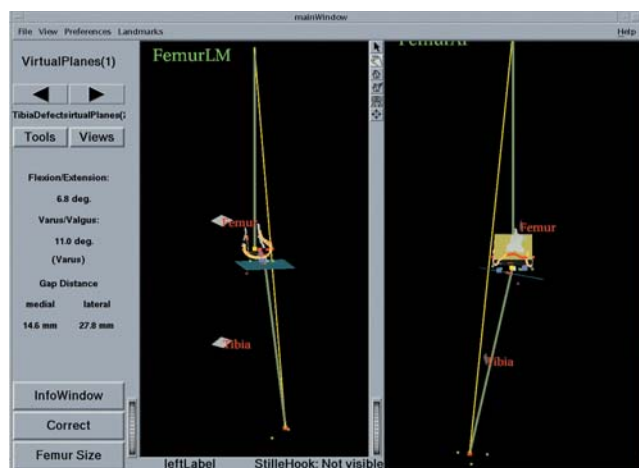 mainWindow
File View Preferences Landmarks Help
VirtualPlanes(1)
TibiaDefects
Tools Views
Flexion/Extension:
6.8 deg.
Varus/Valgus:
11.0 deg.
(Varus)
Gap Distance
medial lateral
14.6 mm 27.8 mm
InfoWindow
Correct
Femur Size
FemurLM
Femur
Tibia
leftLabel StilleHook: Not visible
FemurAP
Femur
Tibia